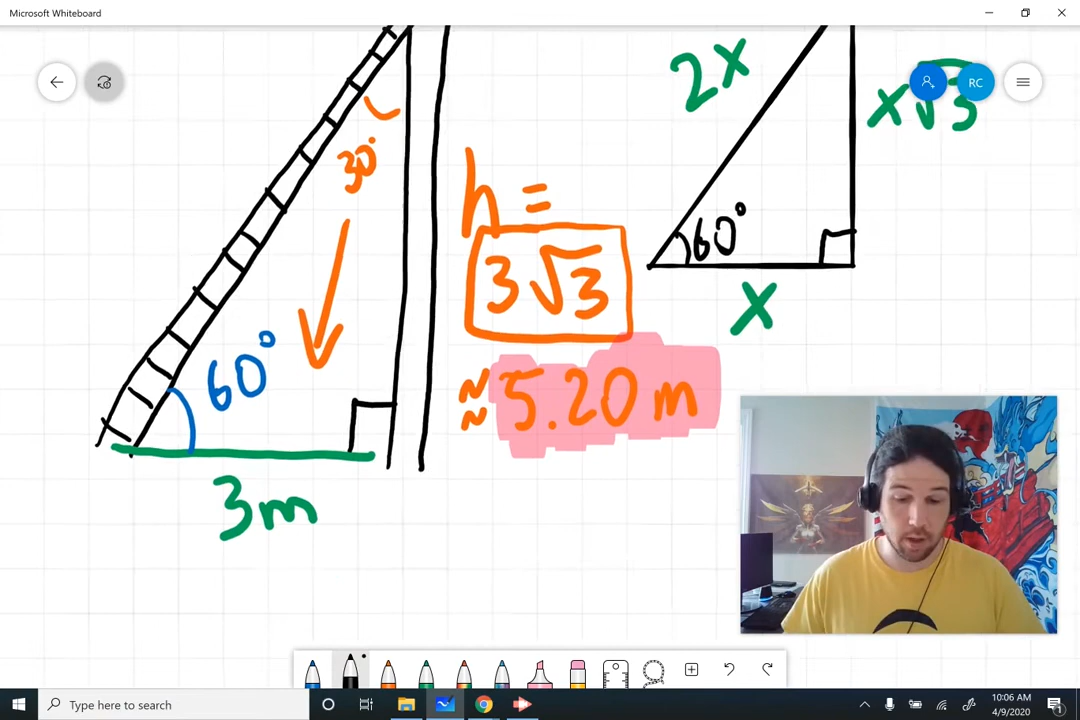 Microsoft Whiteboard
RC
2x
x√3
30°
h =
3√3
60°
x
60°
≈ 5.20 m
3m
Type here to search
10:06 AM
4/9/2020
1